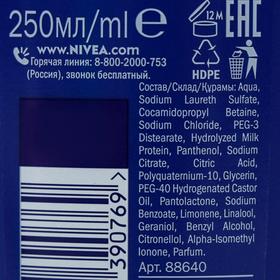 250мл/ml e
12 M
EAC
www.NIVEA.com
Горячая линия: 8-800-2000-753
(Россия), звонок бесплатный.
HDPE
Состав/Склад/Құрамы: Aqua,
Sodium Laureth Sulfate,
Cocamidopropyl Betaine,
Sodium Chloride, PEG-3
Distearate, Hydrolyzed Milk
Protein, Panthenol, Sodium
Citrate, Citric Acid,
Polyquaternium-10, Glycerin,
PEG-40 Hydrogenated Castor
Oil, Pantolactone, Sodium
Benzoate, Limonene, Linalool,
Geraniol, Benzyl Alcohol,
Citronellol, Alpha-Isomethyl
Ionone, Parfum.
Арт. 88640
390769